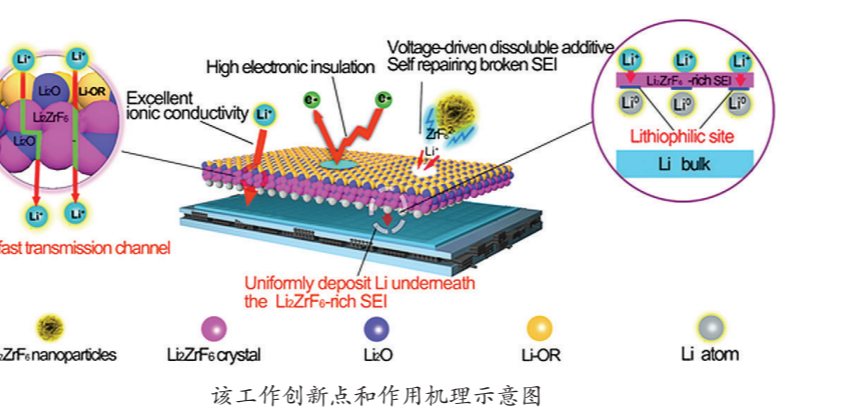 Li⁺
Li⁺
Li₂O
Li-OR
Li₂ZrF₆
Li₂O
Li⁺
Li⁺
fast transmission channel
Excellent
ionic conductivity
Li⁺
High electronic insulation
e-
e-
Voltage-driven dissoluble additive
Self repairing broken SEI
ZrF₆²⁻
Li⁺
Li⁺
Li⁺
Li⁺
Li₂ZrF₆ -rich SEI
Li⁰
Li⁰
Li⁰
Lithiophilic site
Li bulk
Uniformly deposit Li underneath
the Li₂ZrF₆-rich SEI
₂ZrF₆ nanoparticles
Li₂ZrF₆ crystal
Li₂O
Li-OR
Li atom
该工作创新点和作用机理示意图